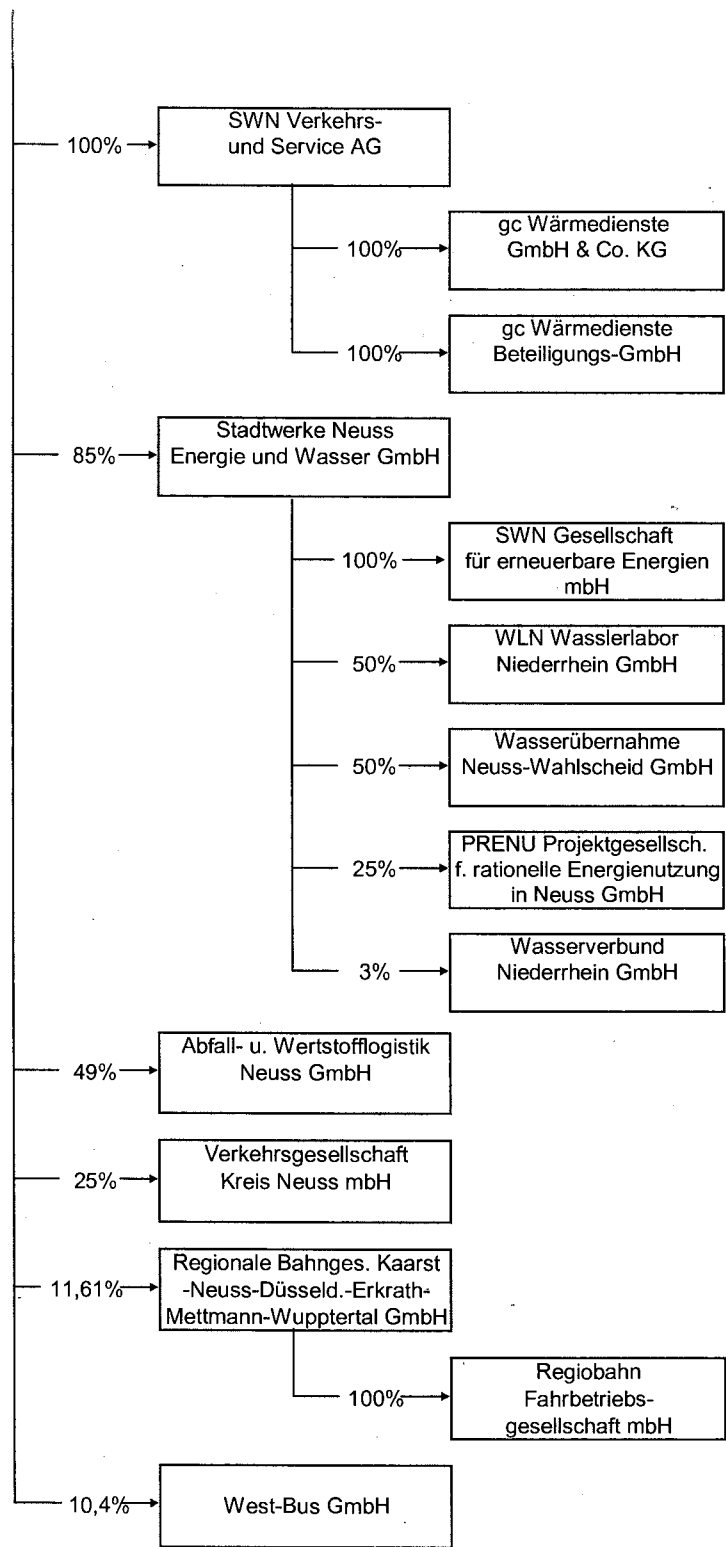 100%
SWN Verkehrs-
und Service AG
100%
gc Wärmedienste
GmbH & Co. KG
100%
gc Wärmedienste
Beteiligungs-GmbH
85%
Stadtwerke Neuss
Energie und Wasser GmbH
100%
SWN Gesellschaft
für erneuerbare Energien
mbH
50%
WLN Wasslerlabor
Niederrhein GmbH
50%
Wasserübernahme
Neuss-Wahlscheid GmbH
25%
PRENU Projektgesellsch.
f. rationelle Energienutzung
in Neuss GmbH
3%
Wasserverbund
Niederrhein GmbH
49%
Abfall- u. Wertstofflogistik
Neuss GmbH
25%
Verkehrsgesellschaft
Kreis Neuss mbH
11,61%
Regionale Bahnges. Kaarst
-Neuss-Düsseld.-Erkrath-
Mettmann-Wupptertal GmbH
100%
Regiobahn
Fahrbetriebs-
gesellschaft mbH
10,4%
West-Bus GmbH